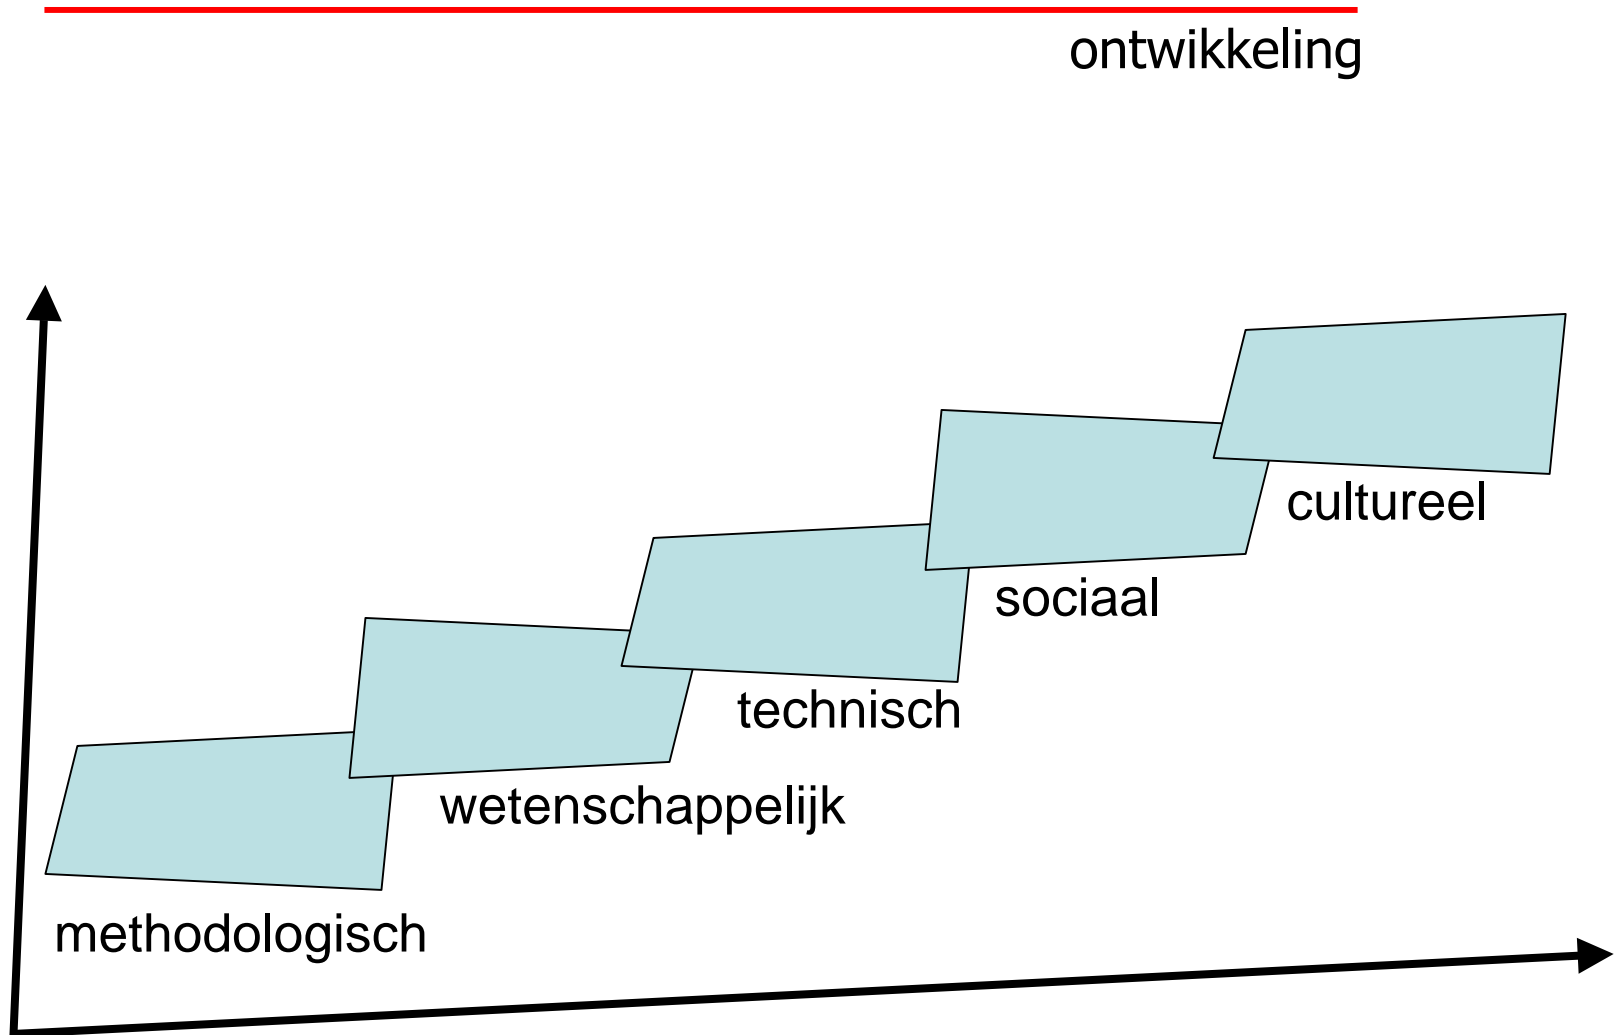 ontwikkeling
cultureel
sociaal
technisch
wetenschappelijk
methodologisch